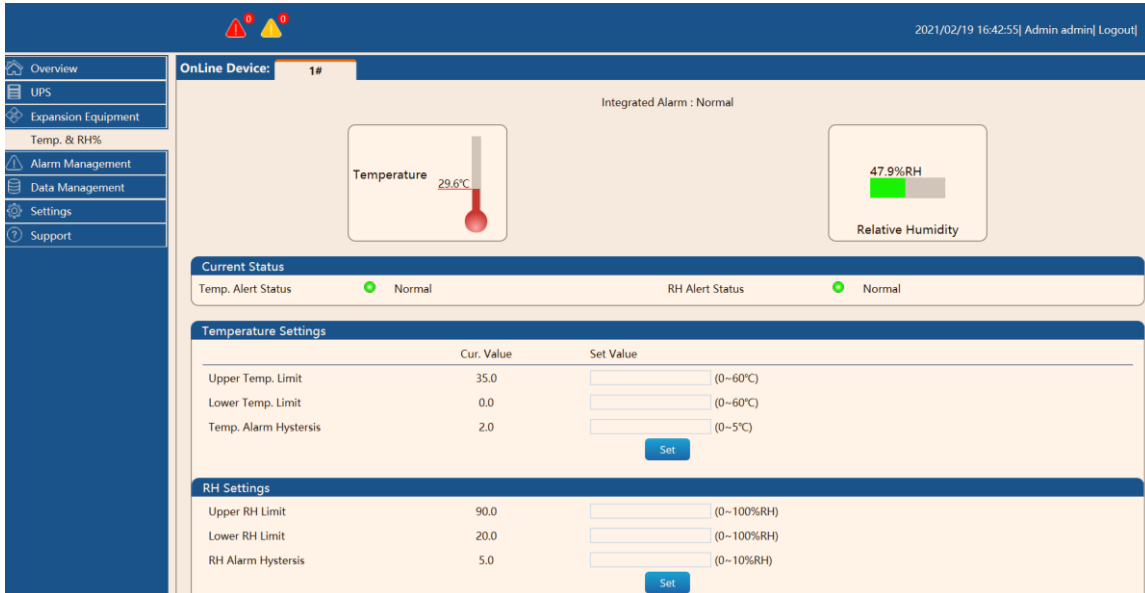 0 0
2021/02/19 16:42:55| Admin admin| Logout|
Overview
UPS
Expansion Equipment
Temp. & RH%
Alarm Management
Data Management
Settings
Support
OnLine Device: 1#
Integrated Alarm : Normal
Temperature 29.6℃
47.9%RH
Relative Humidity
Current Status
Temp. Alert Status Normal RH Alert Status Normal
Temperature Settings
Cur. Value Set Value
Upper Temp. Limit 35.0 (0~60℃)
Lower Temp. Limit 0.0 (0~60℃)
Temp. Alarm Hystersis 2.0 (0~5℃)
Set
RH Settings
Upper RH Limit 90.0 (0~100%RH)
Lower RH Limit 20.0 (0~100%RH)
RH Alarm Hystersis 5.0 (0~10%RH)
Set